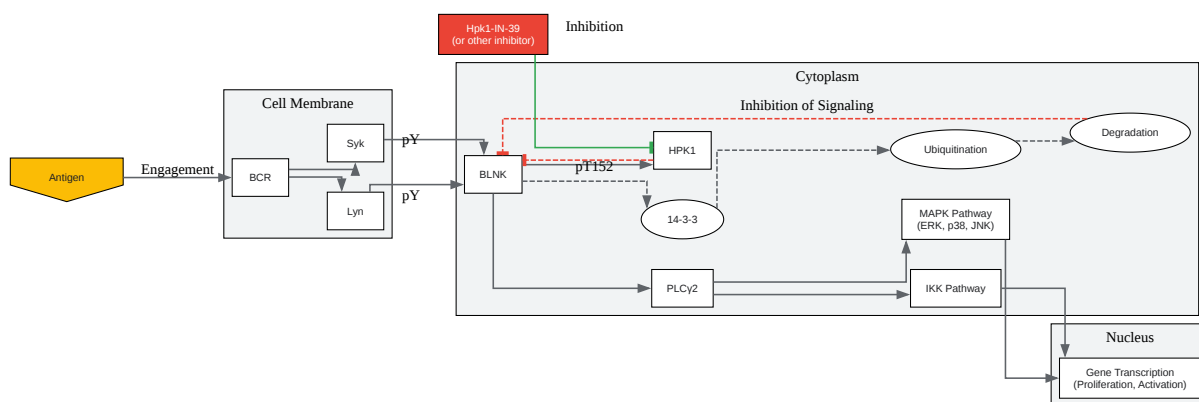 Hpk1-IN-39
(or other inhibitor)
Inhibition
Cytoplasm
Cell Membrane
Inhibition of Signaling
Degradation
Syk
pY
HPK1
Ubiquitination
Antigen
Engagement
BCR
BLNK
pT152
Lyn
pY
14-3-3
MAPK Pathway
(ERK, p38, JNK)
PLCγ2
IKK Pathway
Nucleus
Gene Transcription
(Proliferation, Activation)